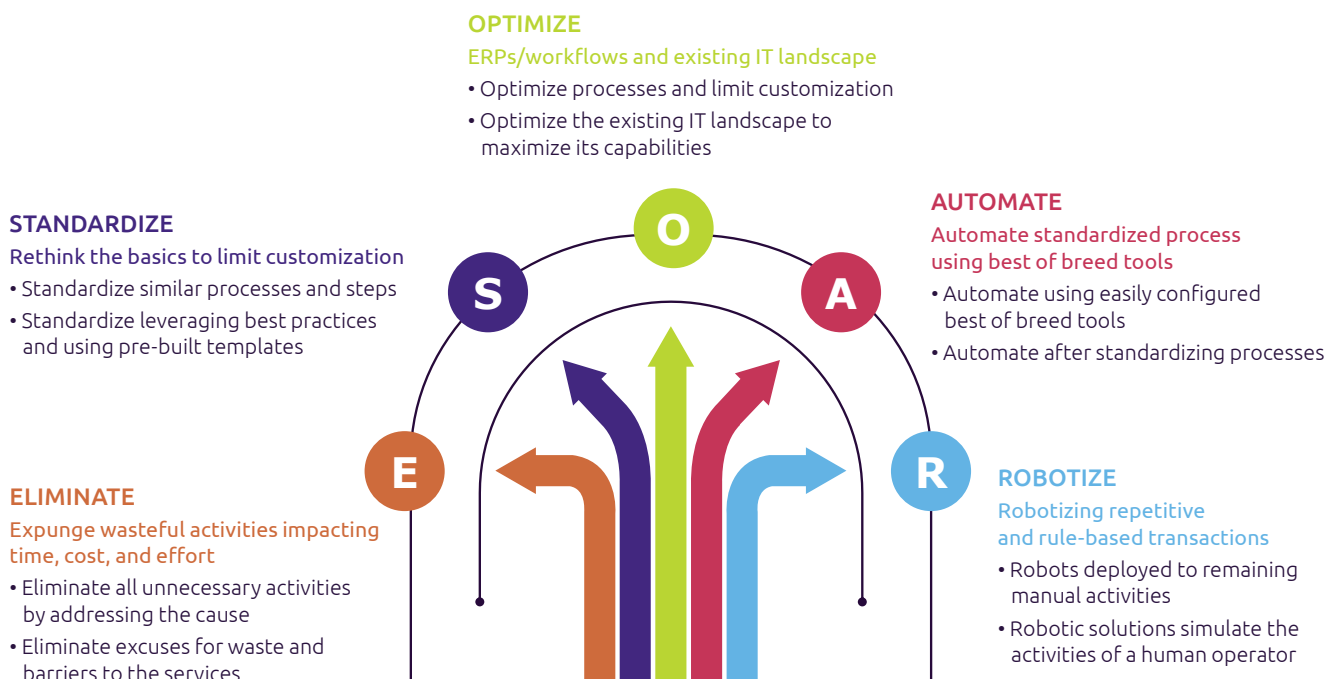 OPTIMIZE
ERPs/workflows and existing IT landscape
• Optimize processes and limit customization
• Optimize the existing IT landscape to
maximize its capabilities
STANDARDIZE
Rethink the basics to limit customization
• Standardize similar processes and steps
• Standardize leveraging best practices
and using pre-built templates
AUTOMATE
Automate standardized process
using best of breed tools
• Automate using easily configured
best of breed tools
• Automate after standardizing processes
E
S
O
A
R
ELIMINATE
Expunge wasteful activities impacting
time, cost, and effort
• Eliminate all unnecessary activities
by addressing the cause
• Eliminate excuses for waste and
barriers to the services
ROBOTIZE
Robotizing repetitive
and rule-based transactions
• Robots deployed to remaining
manual activities
• Robotic solutions simulate the
activities of a human operator